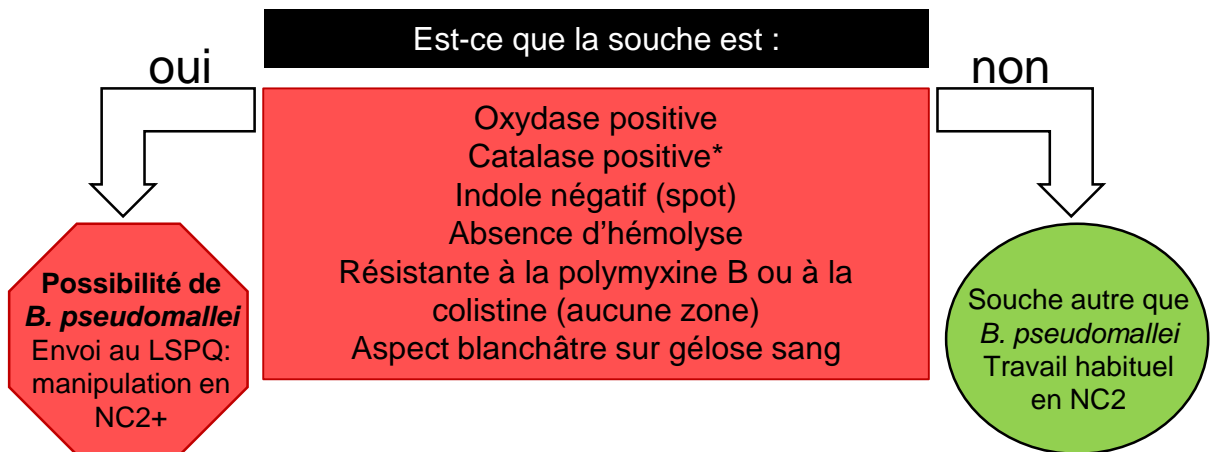 Est-ce que la souche est :
oui
non
Oxydase positive
Catalase positive*
Indole négatif (spot)
Absence d'hémolyse
Résistante à la polymyxine B ou à la
colistine (aucune zone)
Aspect blanchâtre sur gélose sang
Possibilité de
B. pseudomallei
Envoi au LSPQ:
manipulation en
NC2+
Souche autre que
B. pseudomallei
Travail habituel
en NC2